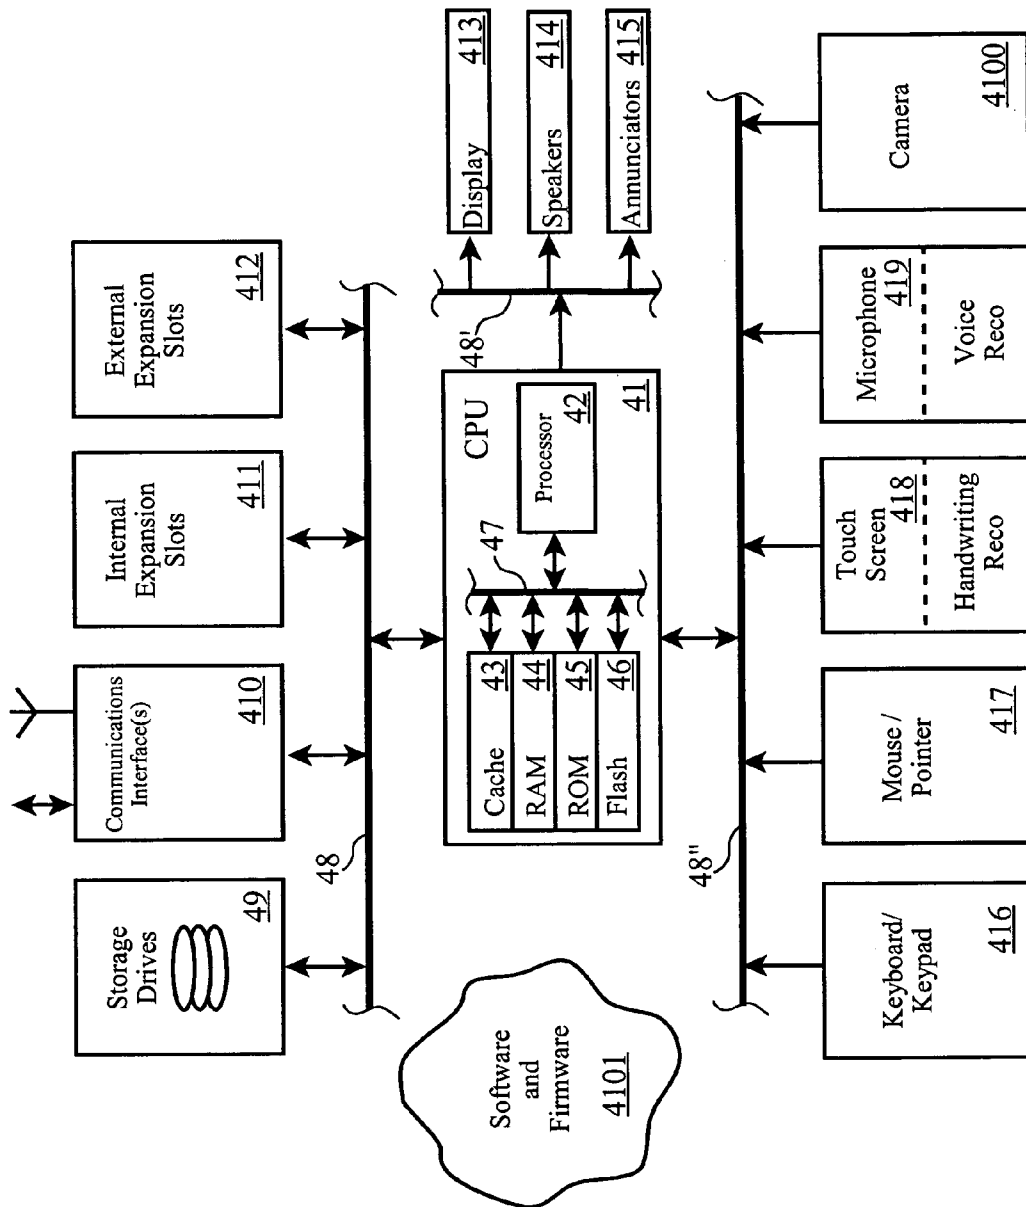 Storage
Drives
49
Communications
Interface(s)
410
Internal
Expansion
Slots
411
External
Expansion
Slots
412
48
Software
and
Firmware
4101
CPU
41
Cache 43
RAM 44
ROM 45
Flash 46
47
Processor
42
48'
Display 413
Speakers 414
Annunciators 415
48"
Keyboard/
Keypad
416
Mouse /
Pointer
417
Touch
Screen
418
Handwriting
Reco
Microphone
419
Voice
Reco
Camera
4100